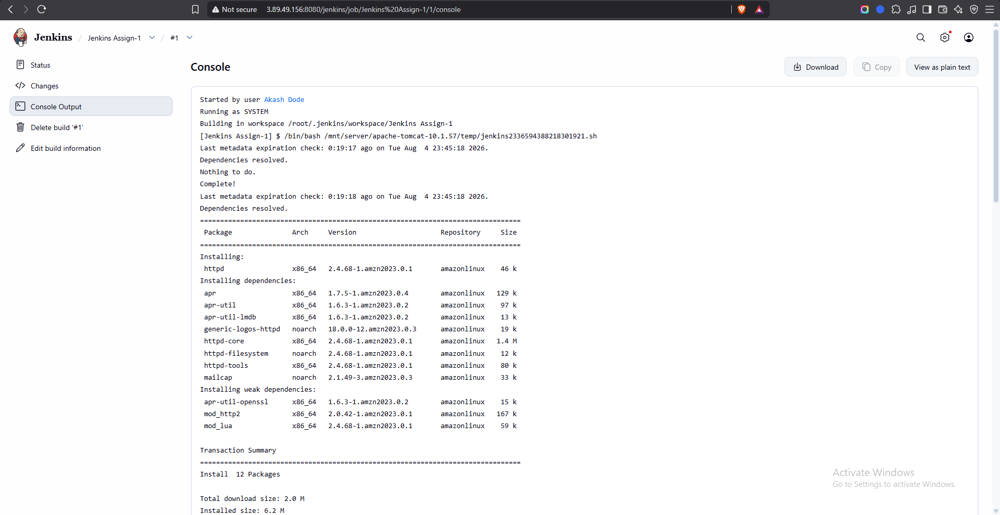 Not secure 3.89.49.156:8080/jenkins/job/Jenkins%20Assign-1/1/console
Jenkins / Jenkins Assign-1 / #1
Status
Changes
Console Output
Delete build ‘#1’
Edit build information
Console
Download
Copy
View as plain text
Started by user Akash Dode
Running as SYSTEM
Building in workspace /root/.jenkins/workspace/Jenkins Assign-1
[Jenkins Assign-1] $ /bin/bash /mnt/server/apache-tomcat-10.1.57/temp/jenkins2336594388218301921.sh
Last metadata expiration check: 0:19:17 ago on Tue Aug  4 23:45:18 2026.
Dependencies resolved.
Nothing to do.
Complete!
Last metadata expiration check: 0:19:18 ago on Tue Aug  4 23:45:18 2026.
Dependencies resolved.
================================================================================
 Package               Arch     Version                     Repository     Size
================================================================================
Installing:
 httpd                 x86_64   2.4.68-1.amzn2023.0.1       amazonlinux    46 k
Installing dependencies:
 apr                   x86_64   1.7.5-1.amzn2023.0.4        amazonlinux   129 k
 apr-util              x86_64   1.6.3-1.amzn2023.0.2        amazonlinux    97 k
 apr-util-lmdb         x86_64   1.6.3-1.amzn2023.0.2        amazonlinux    13 k
 generic-logos-httpd   noarch   18.0.0-12.amzn2023.0.3      amazonlinux    19 k
 httpd-core            x86_64   2.4.68-1.amzn2023.0.1       amazonlinux   1.4 M
 httpd-filesystem      noarch   2.4.68-1.amzn2023.0.1       amazonlinux    12 k
 httpd-tools           x86_64   2.4.68-1.amzn2023.0.1       amazonlinux    80 k
 mailcap               noarch   2.1.49-3.amzn2023.0.3       amazonlinux    33 k
Installing weak dependencies:
 apr-util-openssl      x86_64   1.6.3-1.amzn2023.0.2        amazonlinux    15 k
 mod_http2             x86_64   2.0.42-1.amzn2023.0.1       amazonlinux   167 k
 mod_lua               x86_64   2.4.68-1.amzn2023.0.1       amazonlinux    59 k
Transaction Summary
================================================================================
Install  12 Packages
Total download size: 2.0 M
Installed size: 6.2 M
Activate Windows
Go to Settings to activate Windows.